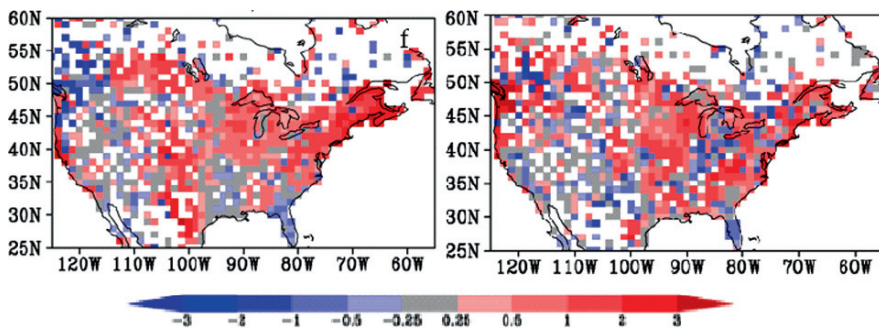 60N 60N
55N f 55N
50N 50N
45N 45N
40N 40N
35N 35N
30N 30N
25N 25N
120W 110W 100W 90W 80W 70W 60W 120W 110W 100W 90W 80W 70W 60W
-3 -2 -1 -0.5 -0.25 0.25 0.5 1 2 3